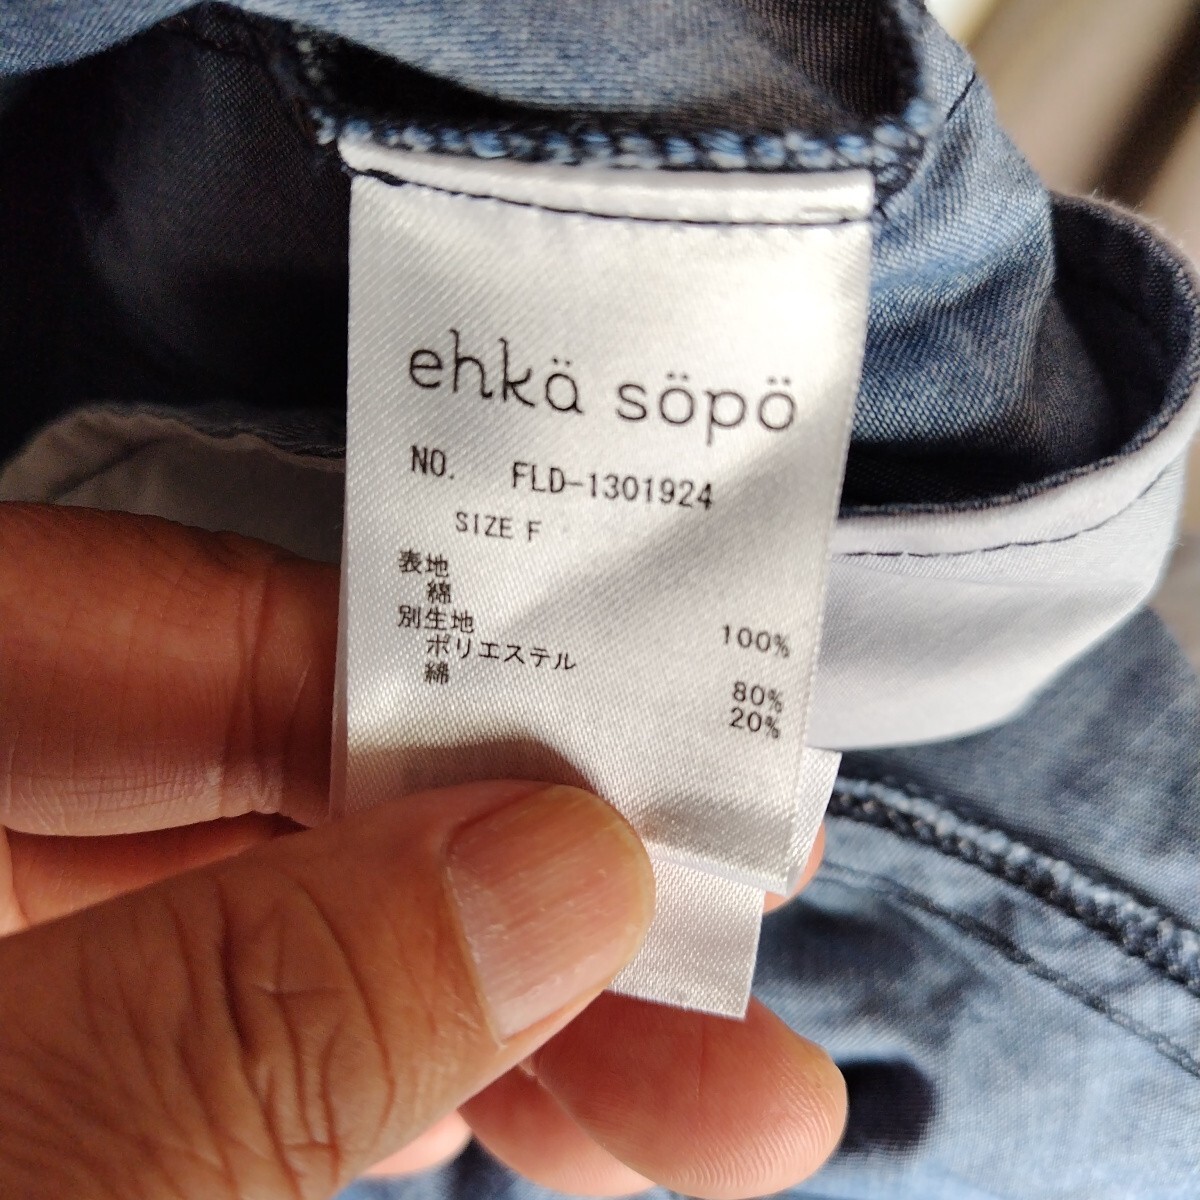 ehkä söpö
NO. FLD-1301924
SIZE F
表地
綿 100%
別生地
ポリエステル 80%
綿 20%